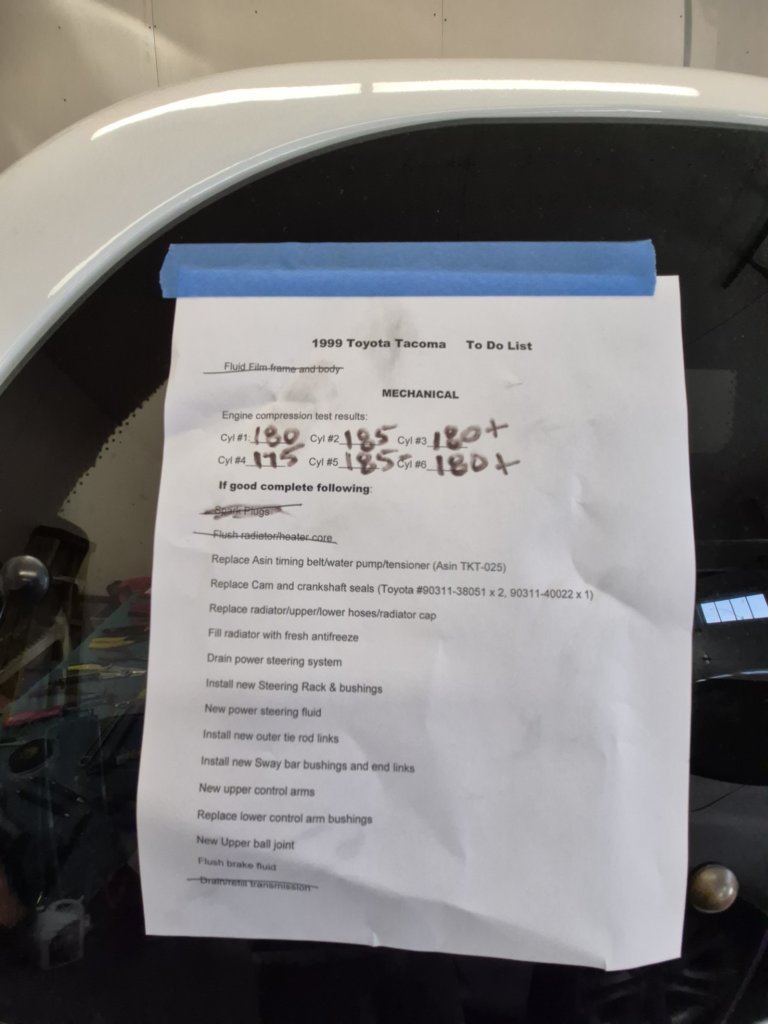 1999 Toyota Tacoma To Do List
Fluid Film frame and body
MECHANICAL
Engine compression test results:
Cyl #1: 180 Cyl #2 185 Cyl #3 180+
Cyl #4 175 Cyl #5 185 Cyl #6 180+
If good complete following:
Spark Plugs
Flush radiator/heater core
Replace Asin timing belt/water pump/tensioner (Asin TKT-025)
Replace Cam and crankshaft seals (Toyota #90311-38051 x 2, 90311-40022 x 1)
Replace radiator/upper/lower hoses/radiator cap
Fill radiator with fresh antifreeze
Drain power steering system
Install new Steering Rack & bushings
New power steering fluid
Install new outer tie rod links
Install new Sway bar bushings and end links
New upper control arms
Replace lower control arm bushings
New Upper ball joint
Flush brake fluid
Drain/refill transmission